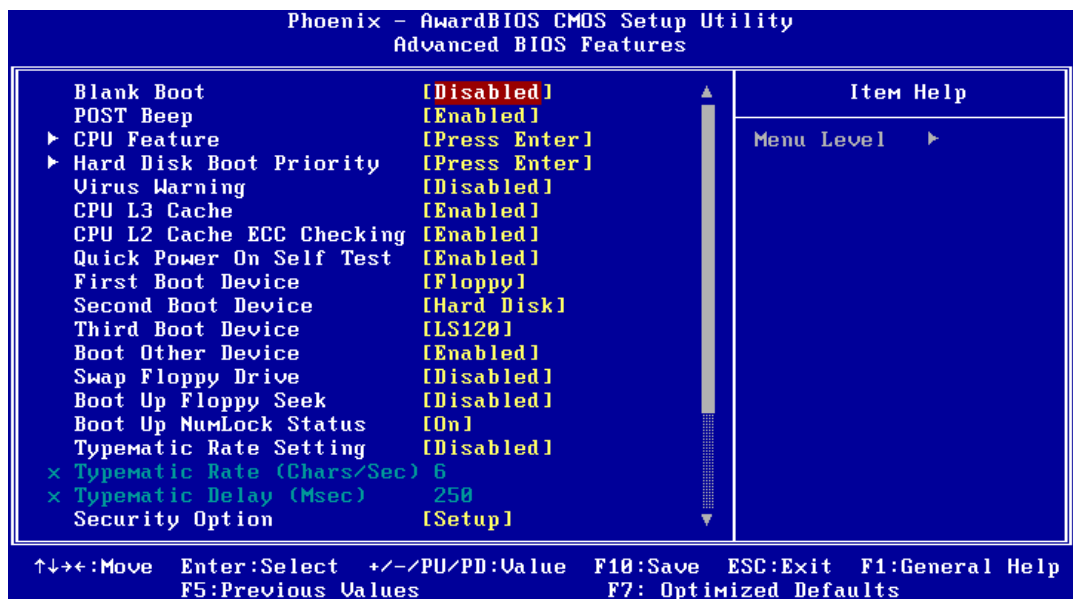 Phoenix - AwardBIOS CMOS Setup Utility
Advanced BIOS Features
Blank Boot [Disabled]
POST Beep [Enabled]
► CPU Feature [Press Enter]
► Hard Disk Boot Priority [Press Enter]
Virus Warning [Disabled]
CPU L3 Cache [Enabled]
CPU L2 Cache ECC Checking [Enabled]
Quick Power On Self Test [Enabled]
First Boot Device [Floppy]
Second Boot Device [Hard Disk]
Third Boot Device [LS120]
Boot Other Device [Enabled]
Swap Floppy Drive [Disabled]
Boot Up Floppy Seek [Disabled]
Boot Up NumLock Status [On]
Typematic Rate Setting [Disabled]
x Typematic Rate (Chars/Sec) 6
x Typematic Delay (Msec) 250
Security Option [Setup]
Item Help
Menu Level ►
↑↓→←:Move Enter:Select +/-/PU/PD:Value F10:Save ESC:Exit F1:General Help
F5:Previous Values F7: Optimized Defaults